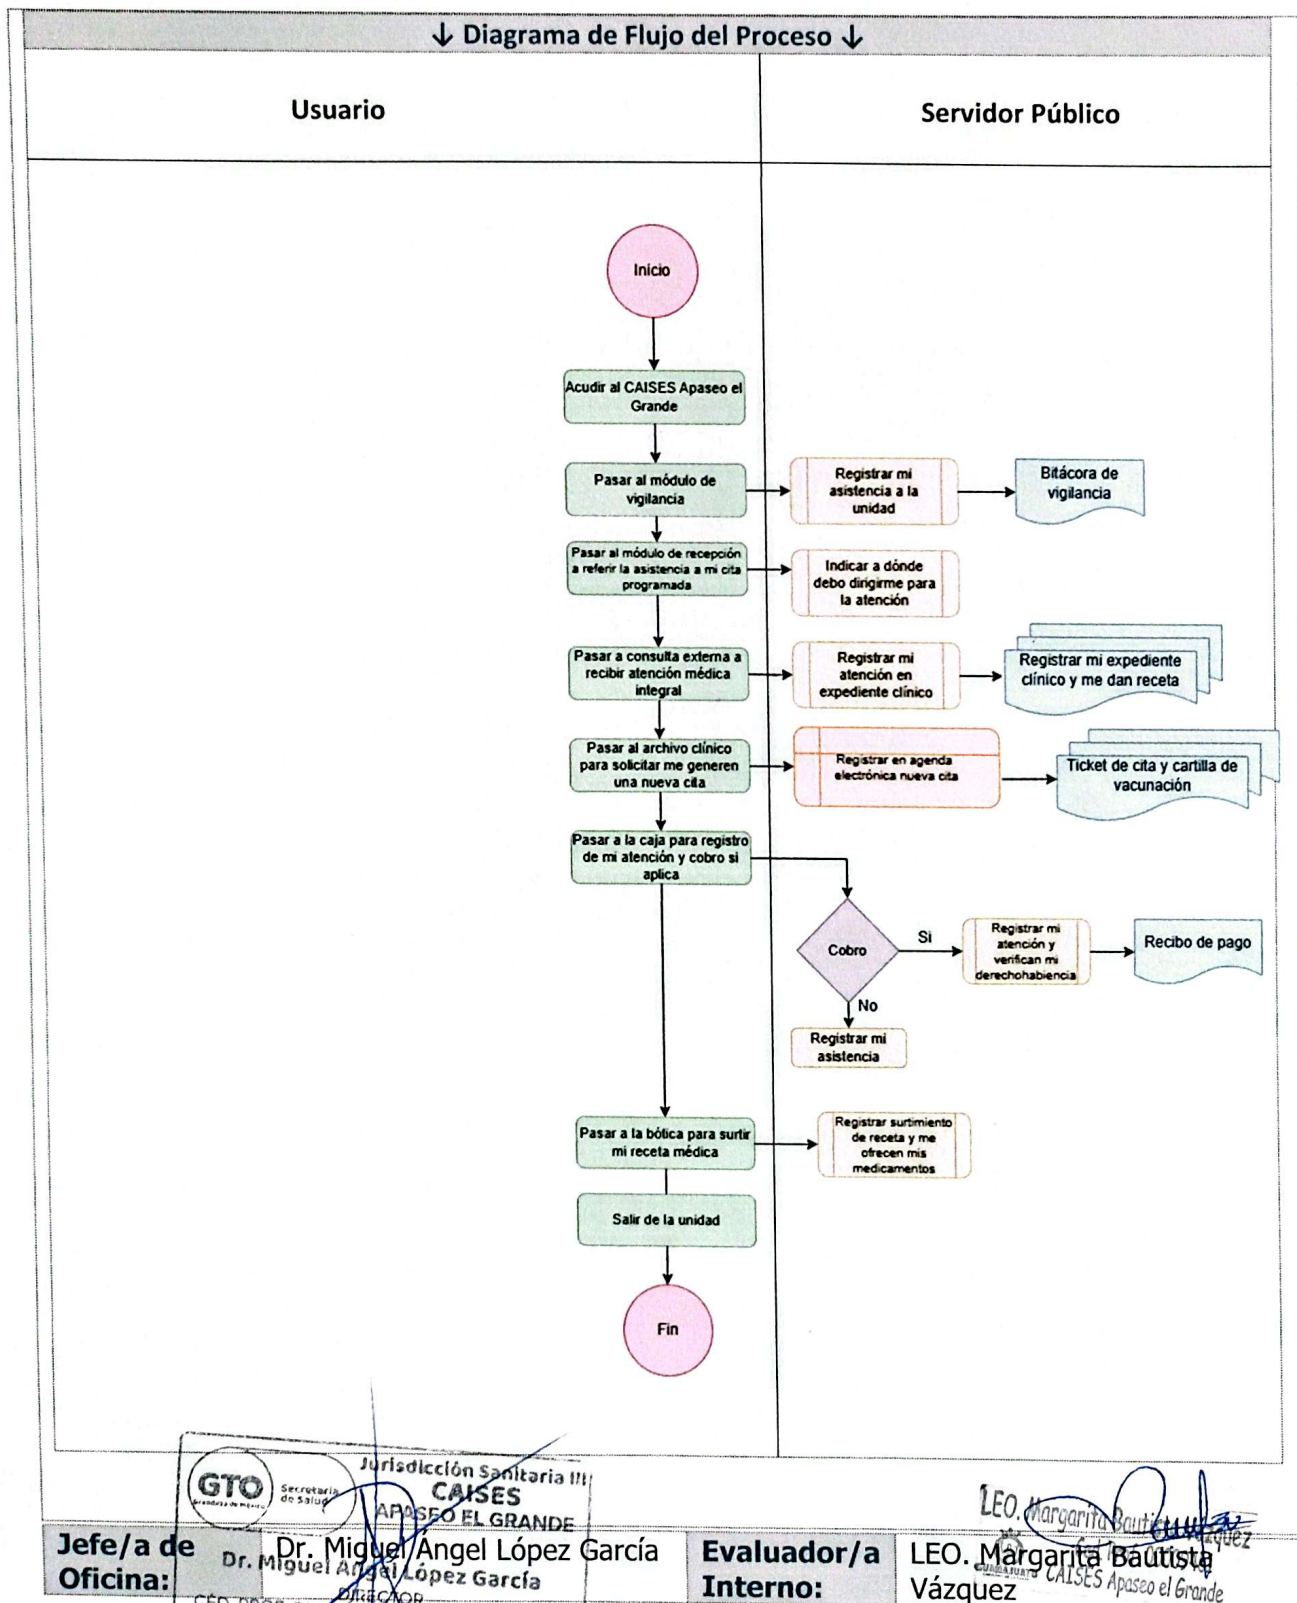 ↓ Diagrama de Flujo del Proceso ↓
Usuario
Servidor Público
Inicio
Acudir al CAISES Apaseo el
Grande
Pasar al módulo de
vigilancia
Registrar mi
asistencia a la
unidad
Bitácora de
vigilancia
Pasar al módulo de recepción
a referir la asistencia a mi cita
programada
Indicar a dónde
debo dirigirme para
la atención
Pasar a consulta externa a
recibir atención médica
integral
Registrar mi
atención en
expediente clínico
Registrar mi expediente
clínico y me dan receta
Pasar al archivo clínico
para solicitar me generen
una nueva cita
Registrar en agenda
electrónica nueva cita
Ticket de cita y cartilla de
vacunación
Pasar a la caja para registro
de mi atención y cobro si
aplica
Cobro
Si
Registrar mi
atención y
verifican mi
derechohabiencia
Recibo de pago
No
Registrar mi
asistencia
Pasar a la bótica para surtir
mi receta médica
Registrar surtimiento
de receta y me
ofrecen mis
medicamentos
Salir de la unidad
Fin
GTO
Grandeza de México
Secretaría
de Salud
Jurisdicción Sanitaria III
CAISES
APASEO EL GRANDE
Dr. Miguel Angel López García
DIRECTOR
Jefe/a de
Oficina:
Dr. Miguel Ángel López García
Evaluador/a
Interno:
LEO. Margarita Bautista
Vázquez
LEO. Margarita Bautista Vázquez
CAISES Apaseo el Grande